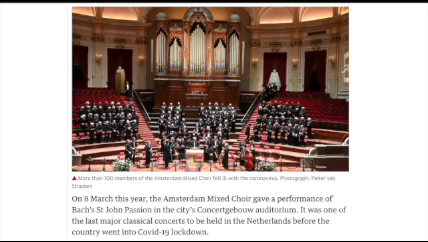 ▲ More than 100 members of the Amsterdam Mixed Choir fell ill with the coronavirus. Photograph: Pieter van
Straaten
On 8 March this year, the Amsterdam Mixed Choir gave a performance of
Bach's St John Passion in the city's Concertgebouw auditorium. It was one of
the last major classical concerts to be held in the Netherlands before the
country went into Covid-19 lockdown.